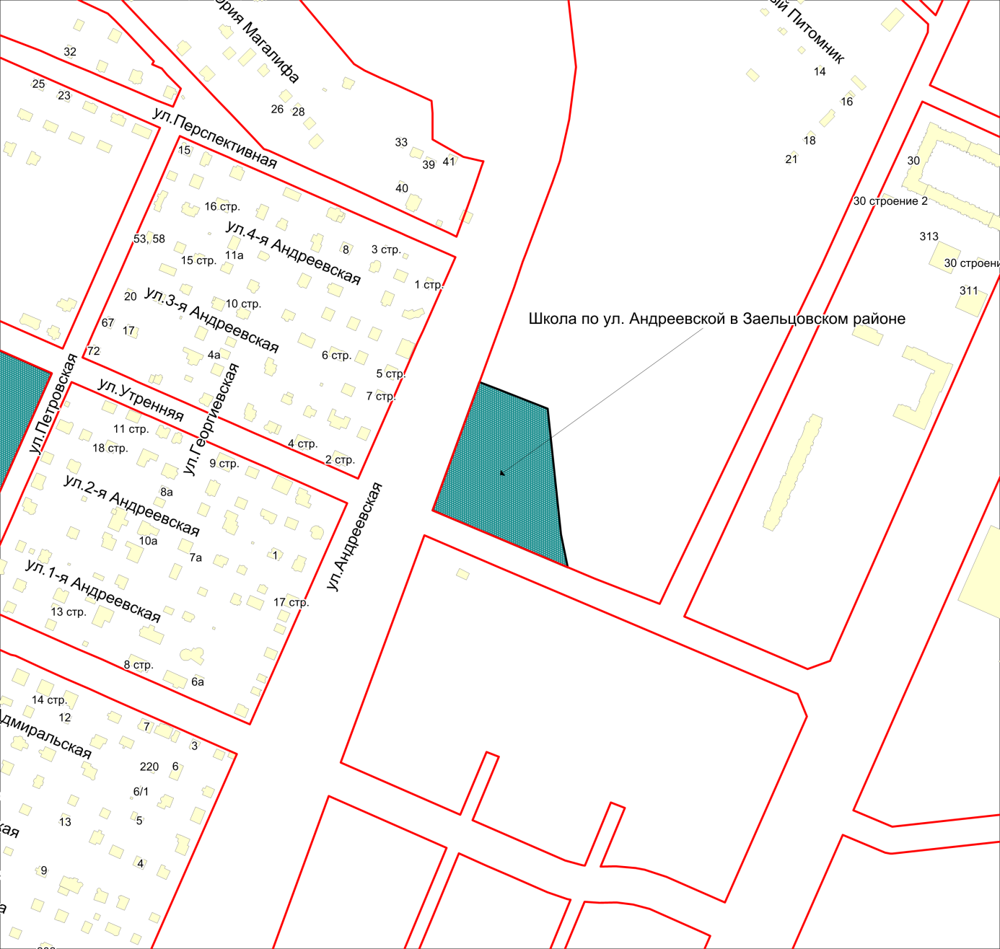 Магалифа
Питомник
32
14
25
23
16
26
28
ул.Перспективная
18
33
15
21
39
41
30
40
30 строение 2
16 стр.
ул.4-я Андреевская
53, 58
313
8
3 стр.
11а
15 стр.
1 стр.
311
20
ул.3-я Андреевская
10 стр.
Школа по ул. Андреевской в Заельцовском районе
67
17
72
4а
6 стр.
5 стр.
ул.Петровская
ул.Утренняя
ул.Георгиевская
7 стр.
11 стр.
18 стр.
4 стр.
2 стр.
9 стр.
ул.2-я Андреевская
8а
ул.Андреевская
10а
7а
1
ул.1-я Андреевская
17 стр.
13 стр.
8 стр.
6а
14 стр.
12
7
дмиральская
3
220
6
6/1
13
5
кая
4
9
а